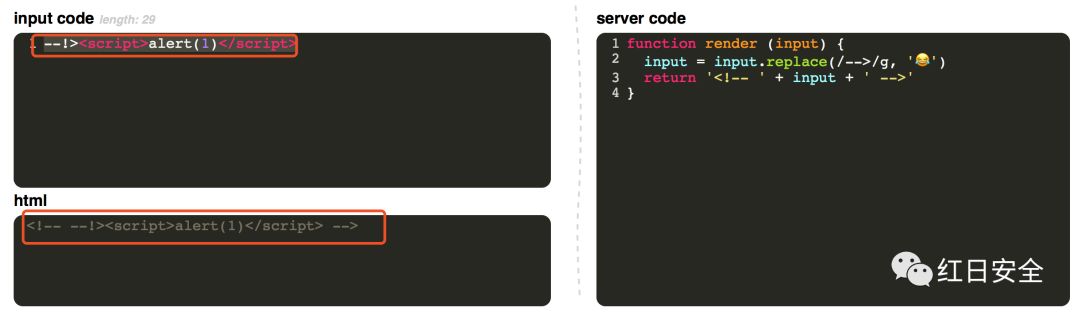 input code length: 29
1 --!><script>alert(1)</script>
html
<!-- --!><script>alert(1)</script> -->
server code
1 function render (input) {
2 input = input.replace(/-->/g, '😂')
3 return '<!-- ' + input + ' -->'
4 }
红日安全